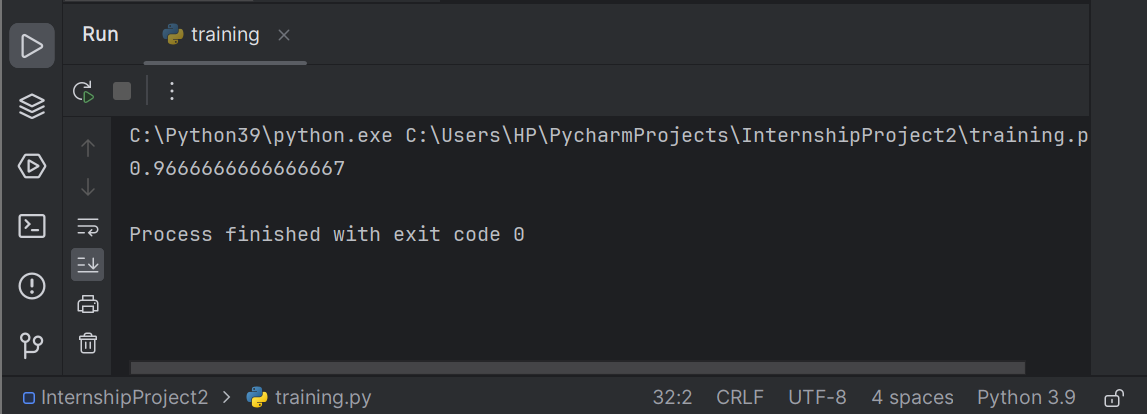 Run training
C:\Python39\python.exe C:\Users\HP\PycharmProjects\InternshipProject2\training.p
0.9666666666666667
Process finished with exit code 0
InternshipProject2 > training.py 32:2 CRLF UTF-8 4 spaces Python 3.9